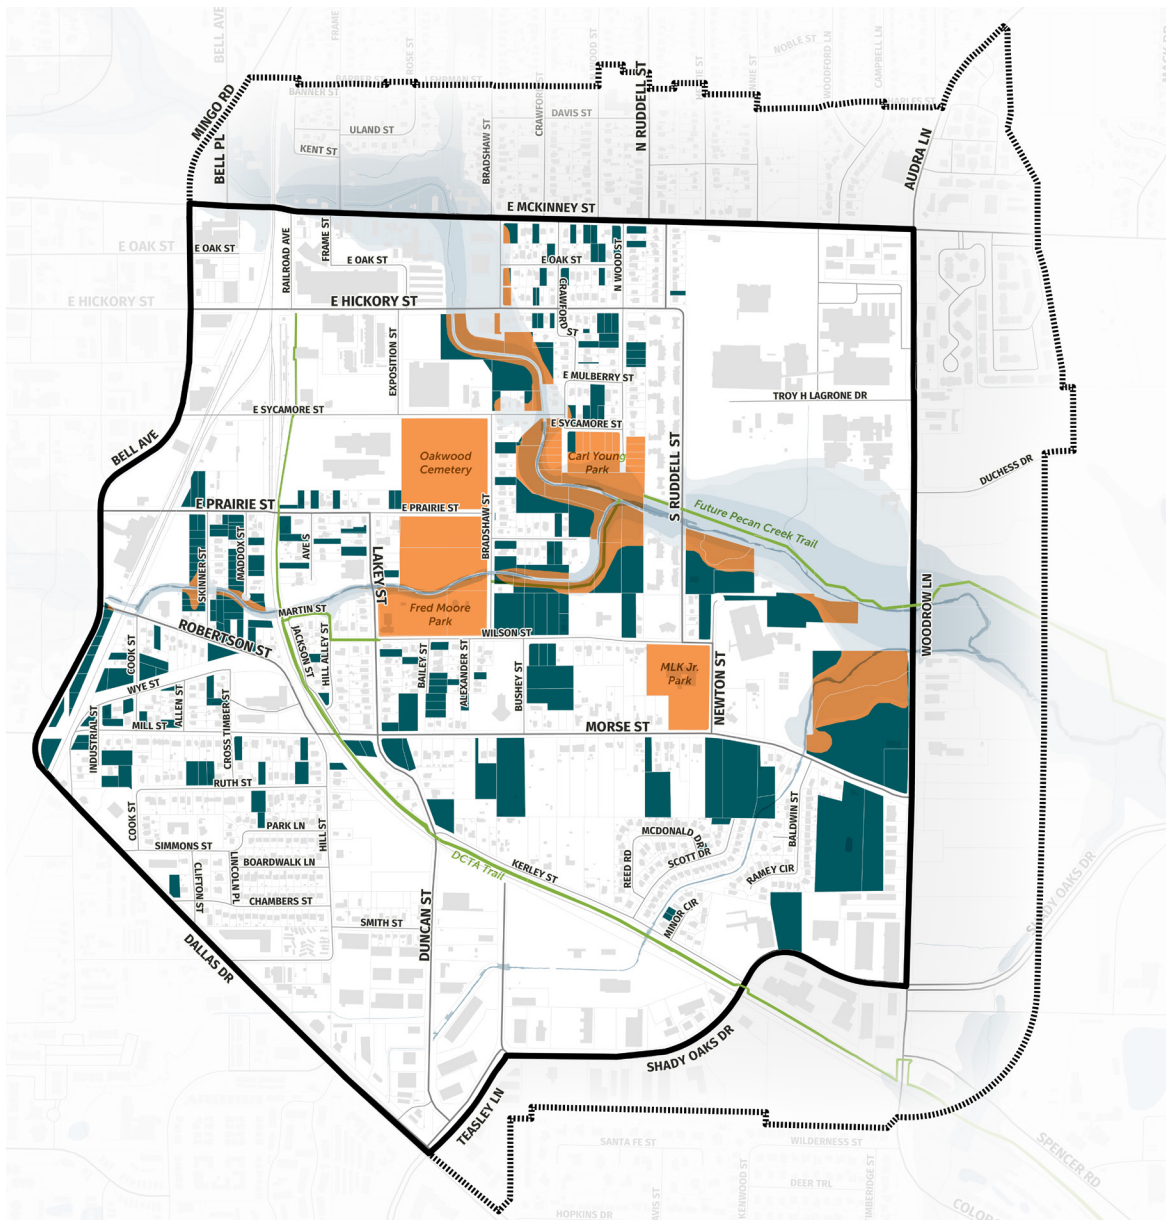 BELL AVE
FRAME ST
ROSE ST
NOBLE ST
WOODFORD LN
CAMPBELL LN
MINGO RD
BELL PL
BANNER ST
BARNER ST
LEHRMAN ST
ULAND ST
KENT ST
BRADSHAW ST
CRAWFORD ST
DAVIS ST
N RUDDELL ST
AUDRA LN
E MCKINNEY ST
E OAK ST
E OAK ST
RAILROAD AVE
FRAME ST
E OAK ST
E OAK ST
N WOOD ST
CRAWFORD
ST
E HICKORY ST
E HICKORY ST
EXPOSITION ST
E MULBERRY ST
TROY H LAGRONE DR
E SYCAMORE ST
E SYCAMORE ST
BELL AVE
Oakwood
Cemetery
Carl Young
Park
S RUDDELL ST
DUCHESS DR
E PRAIRIE ST
E PRAIRIE ST
BRADSHAW ST
Future Pecan Creek Trail
SKINNER ST
MADDOX ST
AVE S
LAKEY ST
WOODROW LN
MARTIN ST
Fred Moore
Park
ROBERTSON ST
JACKSON ST
HILL ALLEY ST
WILSON ST
COOK ST
BAILEY ST
ALEXANDER ST
BUSHEY ST
MLK Jr.
Park
NEWTON ST
WYE ST
ALLEN ST
CROSS TIMBER ST
INDUSTRIAL ST
MILL ST
MORSE ST
RUTH ST
COOK ST
HILL ST
PARK LN
SIMMONS ST
MCDONALD DR
BALDWIN ST
BOARDWALK LN
LINCOLN PL
CLIFTON ST
REED RD
SCOTT DR
RAMEY CIR
DCTA Trail
KERLEY ST
CHAMBERS ST
MINOR CIR
SMITH ST
DUNCAN ST
SHADY OAKS DR
DALLAS DR
SHADY OAKS DR
TEASLEY LN
SANTA FE ST
WILDERNESS ST
SPENCER RD
DEER TRL
KENWOOD ST
HOPKINS DR